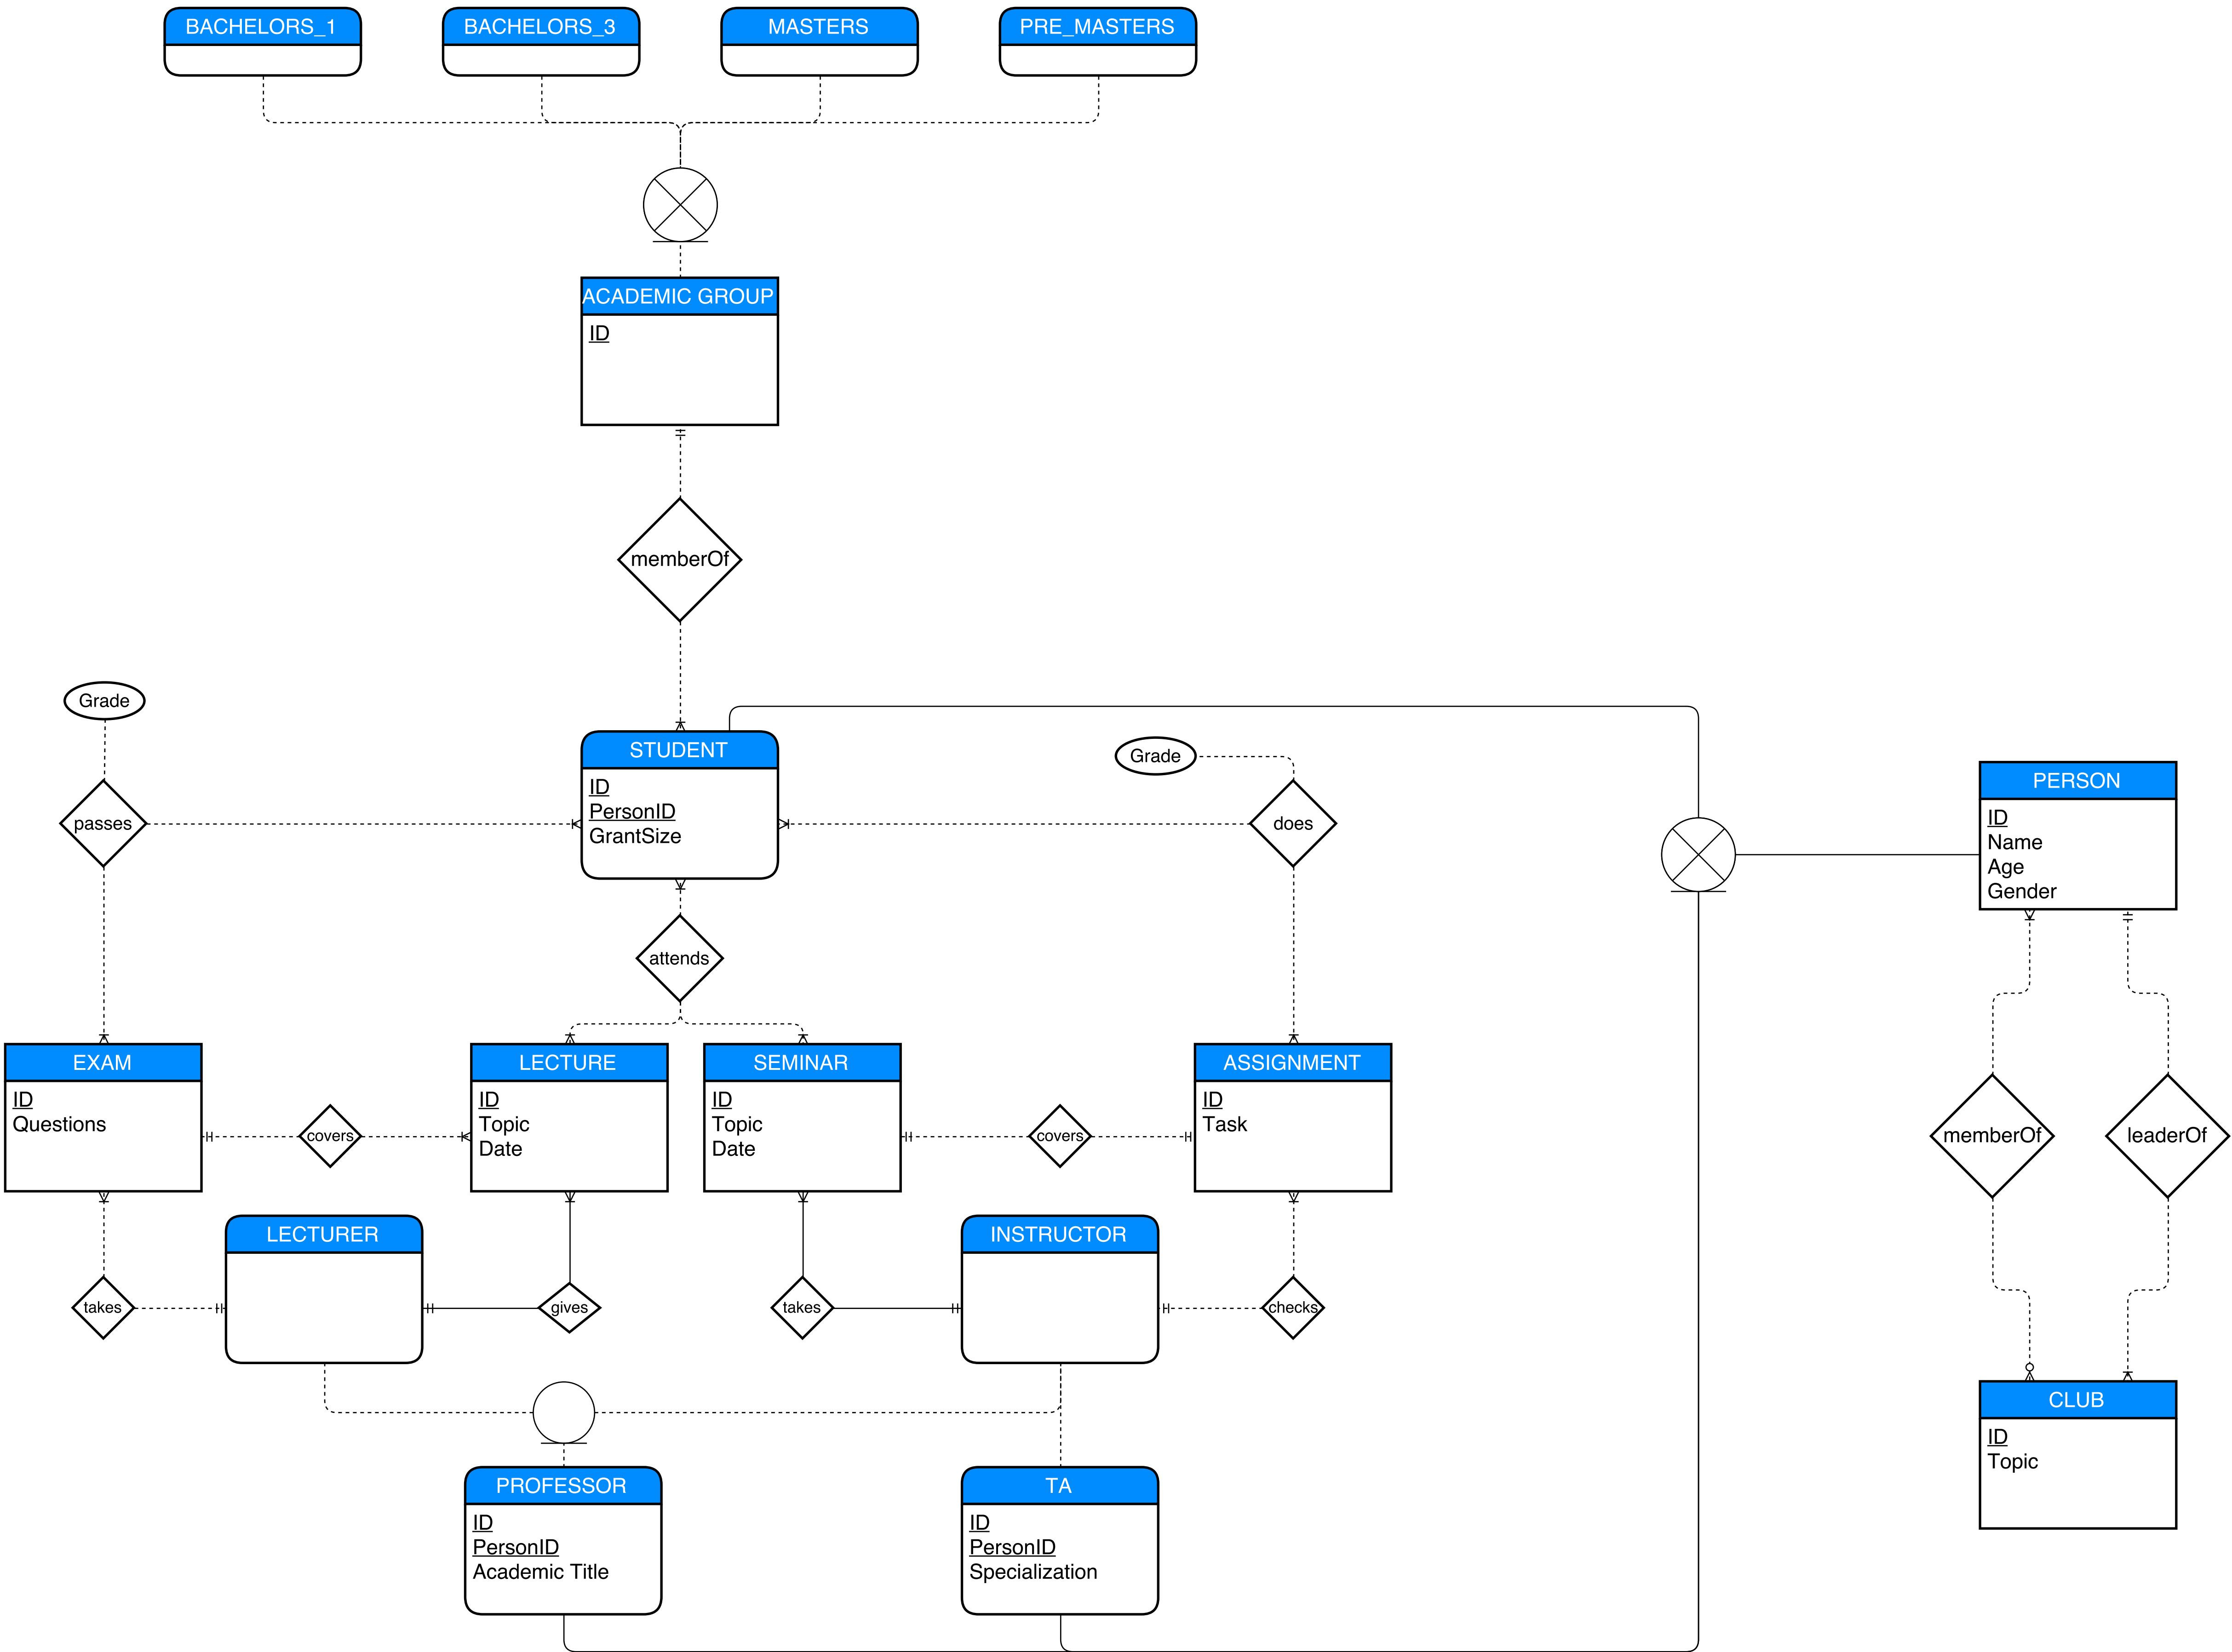 BACHELORS_1
BACHELORS_3
MASTERS
PRE_MASTERS
ACADEMIC GROUP
ID
memberOf
Grade
STUDENT
ID
PersonID
GrantSize
Grade
passes
does
PERSON
ID
Name
Age
Gender
attends
EXAM
ID
Questions
covers
LECTURE
ID
Topic
Date
SEMINAR
ID
Topic
Date
covers
ASSIGNMENT
ID
Task
memberOf
leaderOf
takes
LECTURER
gives
takes
INSTRUCTOR
checks
PROFESSOR
ID
PersonID
Academic Title
TA
ID
PersonID
Specialization
CLUB
ID
Topic